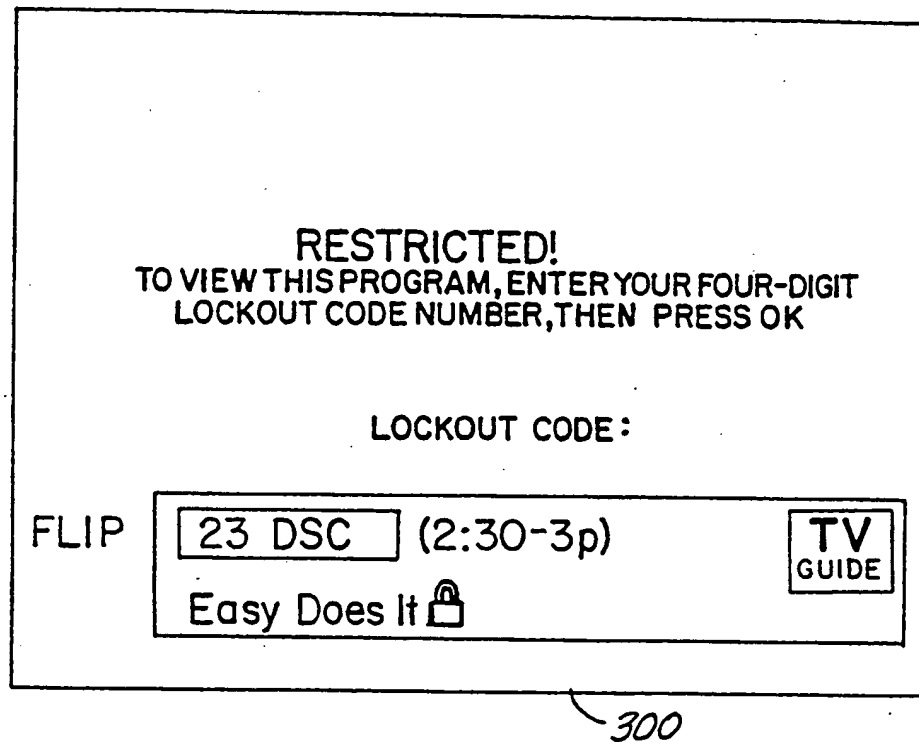 RESTRICTED!
TO VIEW THIS PROGRAM, ENTER YOUR FOUR-DIGIT
LOCKOUT CODE NUMBER, THEN PRESS OK
LOCKOUT CODE:
FLIP
23 DSC (2:30-3p)
TV
GUIDE
Easy Does It
300